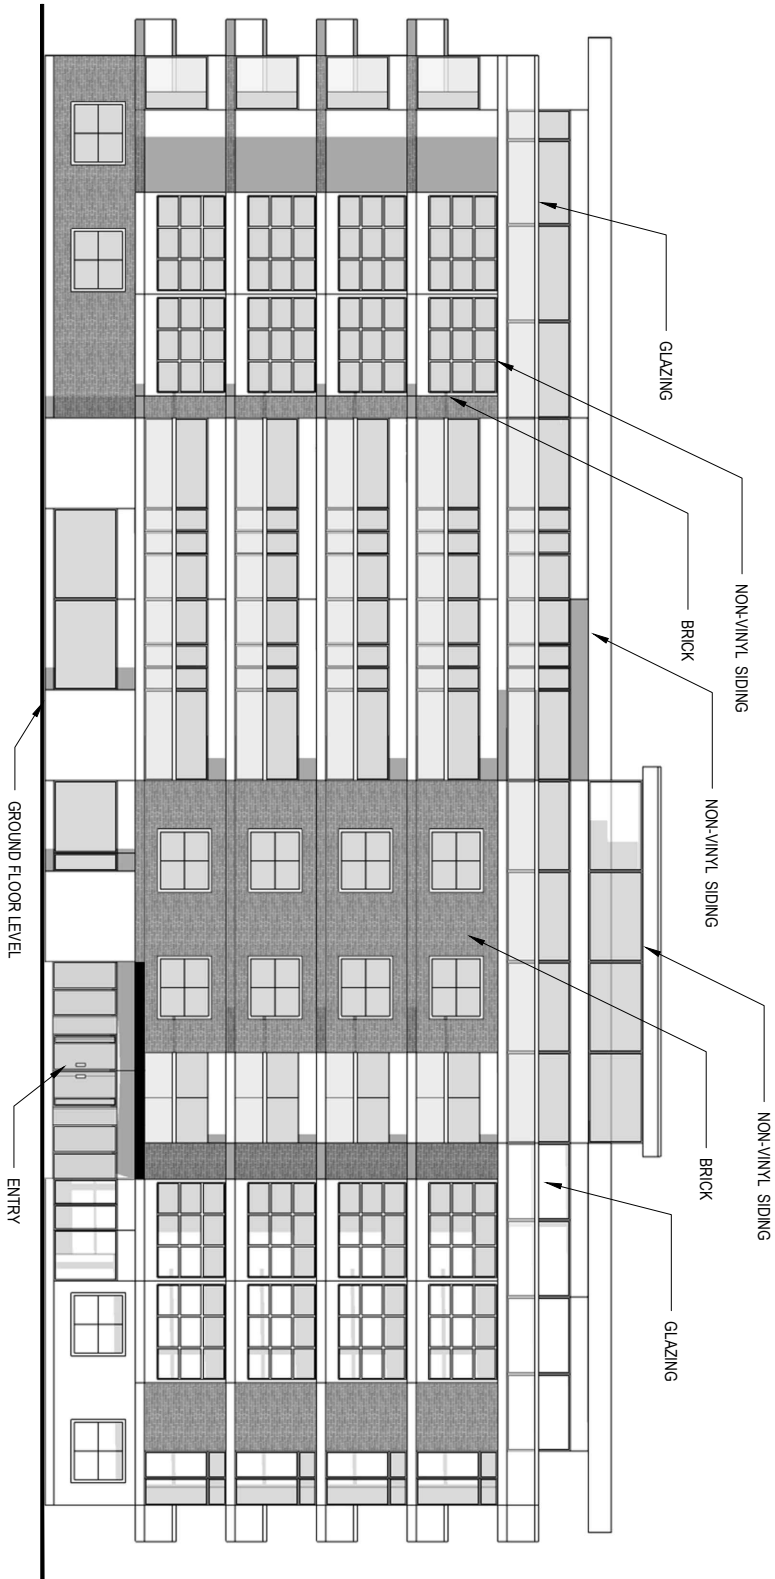 NON-VINYL SIDING
NON-VINYL SIDING
NON-VINYL SIDING
BRICK
BRICK
GLAZING
GLAZING
GROUND FLOOR LEVEL
ENTRY